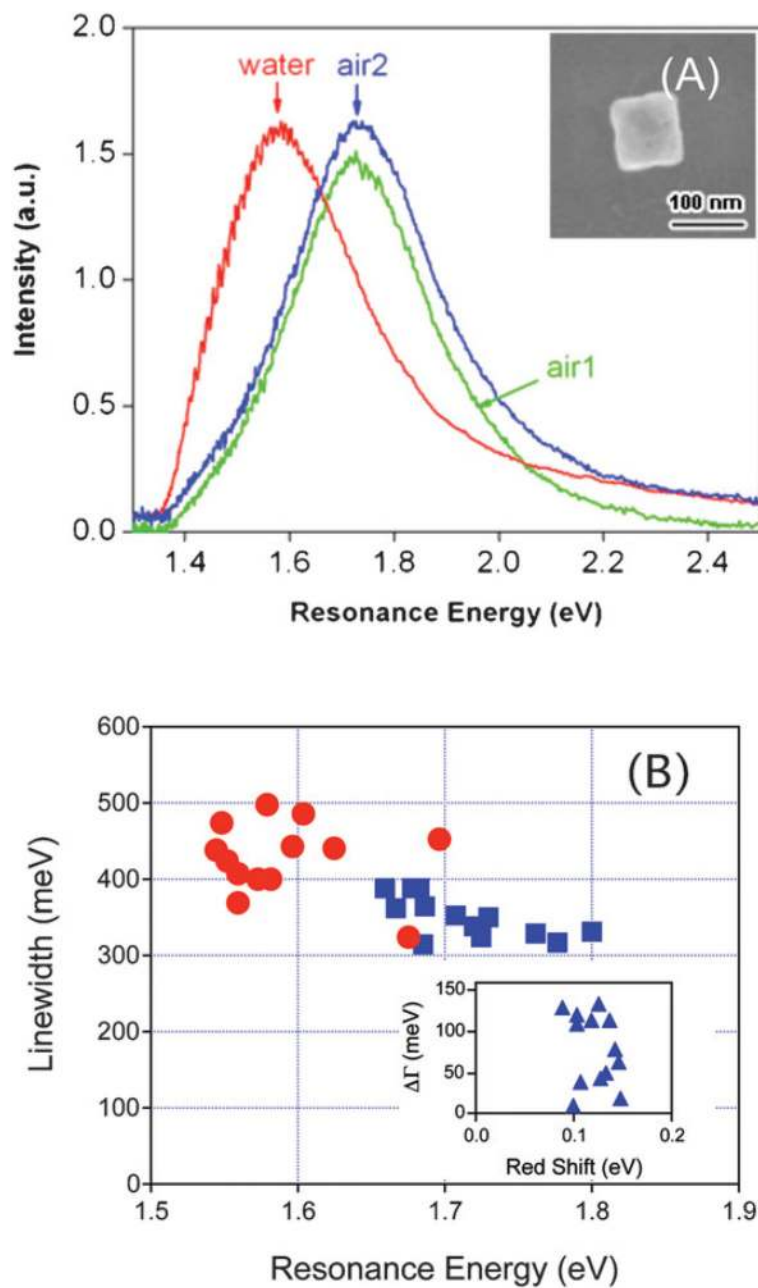 2.0
water air2
(A)
1.5
100 nm
1.0
air1
0.5
0.0
Intensity (a.u.)
1.4 1.6 1.8 2.0 2.2 2.4
Resonance Energy (eV)
600
(B)
500
400
300
200
100
0
Linewidth (meV)
150
100
50
0
ΔΓ (meV)
0.0 0.1 0.2
Red Shift (eV)
1.5 1.6 1.7 1.8 1.9
Resonance Energy (eV)